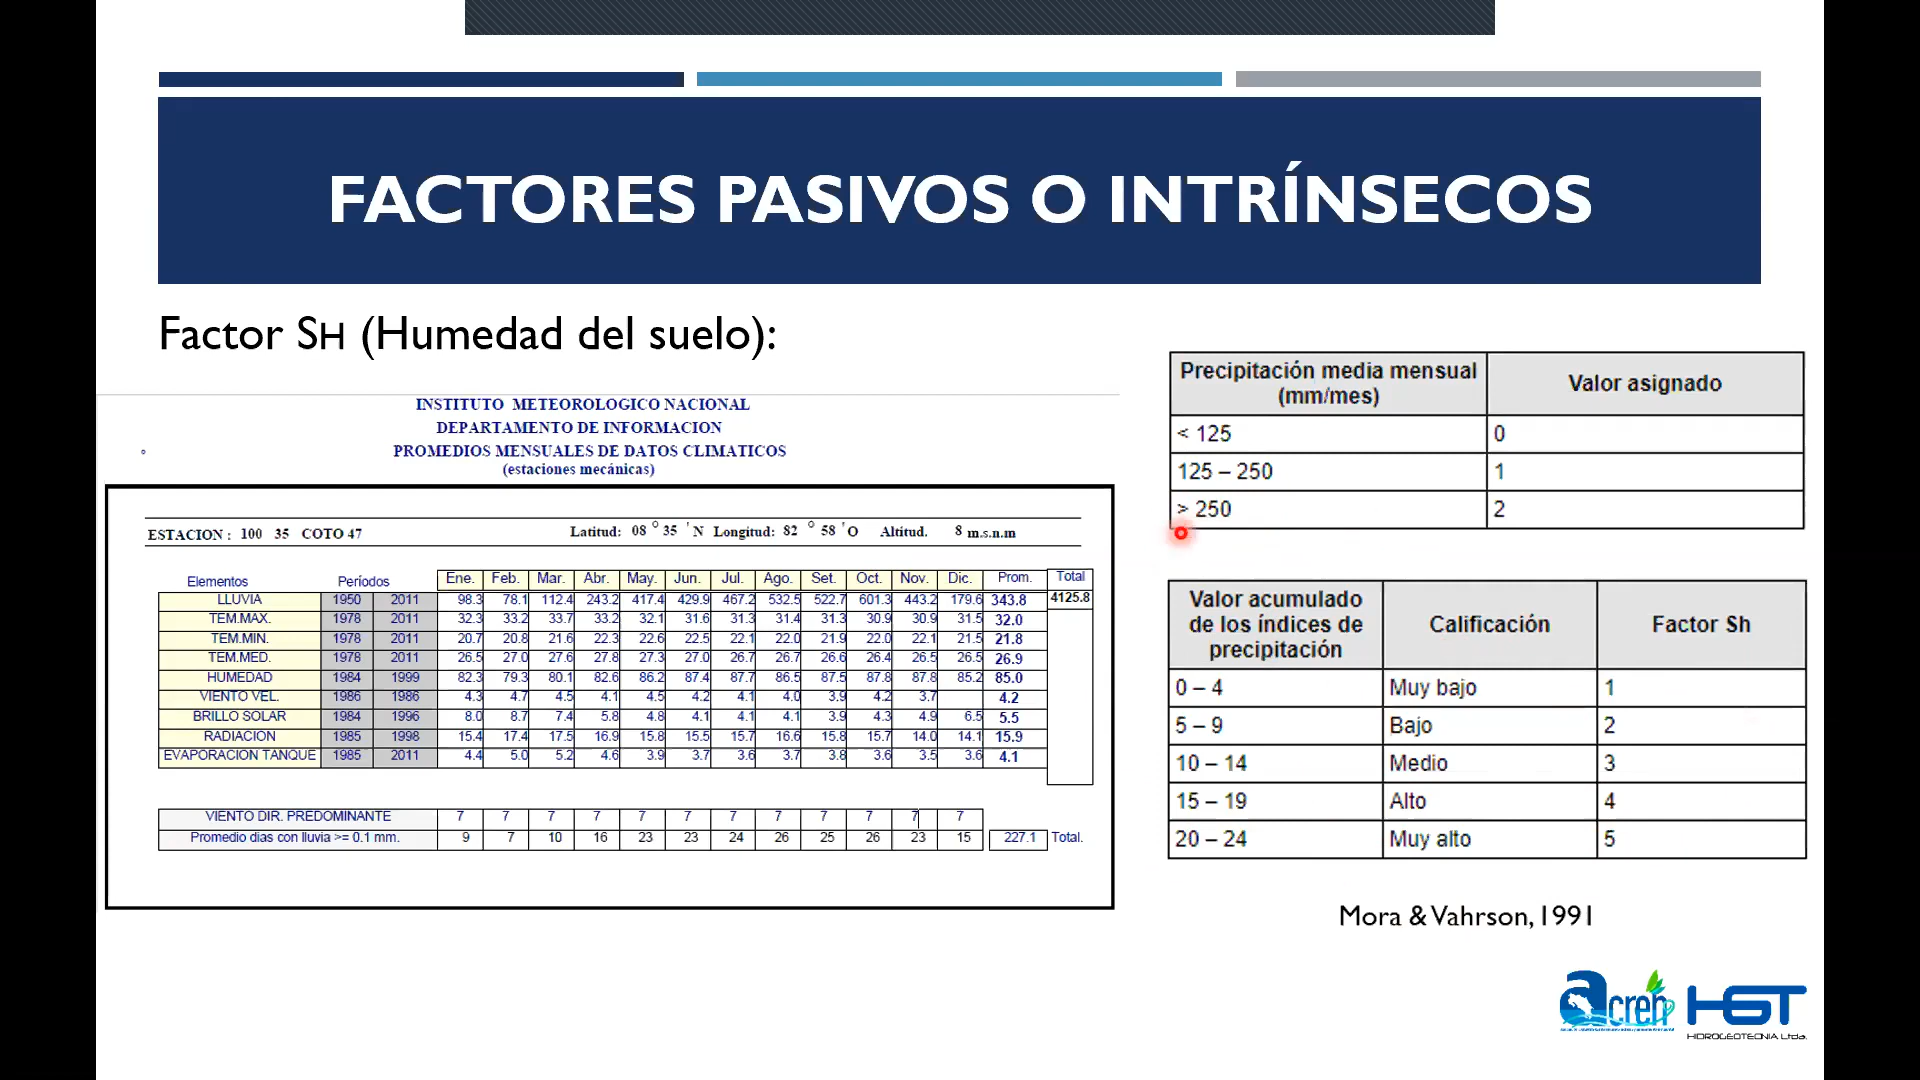 FACTORES PASIVOS O INTRÍNSECOS
Factor SH (Humedad del suelo):
INSTITUTO METEOROLOGICO NACIONAL
DEPARTAMENTO DE INFORMACION
PROMEDIOS MENSUALES DE DATOS CLIMATICOS
(estaciones mecánicas)
ESTACION : 100 35 COTO 47 Latitud: 08 ° 35 ' N Longitud: 82 ° 58 ' O Altitud. 8 m.s.n.m
Elementos Períodos Ene. Feb. Mar. Abr. May. Jun. Jul. Ago. Set. Oct. Nov. Dic. Prom. Total
LLUVIA 1950 2011 98.3 78.1 112.4 243.2 417.4 429.9 467.2 532.5 522.7 601.3 443.2 179.6 343.8 4125.8
TEM.MAX. 1978 2011 32.3 33.2 33.7 33.2 32.1 31.6 31.3 31.4 31.3 30.9 30.9 31.5 32.0
TEM.MIN. 1978 2011 20.7 20.8 21.6 22.3 22.6 22.5 22.1 22.0 21.9 22.0 22.1 21.5 21.8
TEM.MED. 1978 2011 26.5 27.0 27.6 27.8 27.3 27.0 26.7 26.7 26.6 26.4 26.5 26.5 26.9
HUMEDAD 1984 1999 82.3 79.3 80.1 82.6 86.2 87.4 87.7 86.5 87.5 87.8 87.8 85.2 85.0
VIENTO VEL. 1986 1986 4.3 4.7 4.5 4.1 4.5 4.2 4.1 4.0 3.9 4.2 3.7 4.2
BRILLO SOLAR 1984 1996 8.0 8.7 7.4 5.8 4.8 4.1 4.1 4.1 3.9 4.3 4.9 6.5 5.5
RADIACION 1985 1998 15.4 17.4 17.5 16.9 15.8 15.5 15.7 16.6 15.8 15.7 14.0 14.1 15.9
EVAPORACION TANQUE 1985 2011 4.4 5.0 5.2 4.6 3.9 3.7 3.6 3.7 3.8 3.6 3.5 3.6 4.1
VIENTO DIR. PREDOMINANTE 7 7 7 7 7 7 7 7 7 7 7 7
Promedio dias con lluvia >= 0.1 mm. 9 7 10 16 23 23 24 26 25 26 23 15 227.1 Total.
Precipitación media mensual
(mm/mes) Valor asignado
< 125 0
125 – 250 1
> 250 2
Valor acumulado
de los índices de
precipitación Calificación Factor Sh
0 – 4 Muy bajo 1
5 – 9 Bajo 2
10 – 14 Medio 3
15 – 19 Alto 4
20 – 24 Muy alto 5
Mora & Vahrson, 1991
acreh HGT
HIDROGEOTECNIA Ltda.